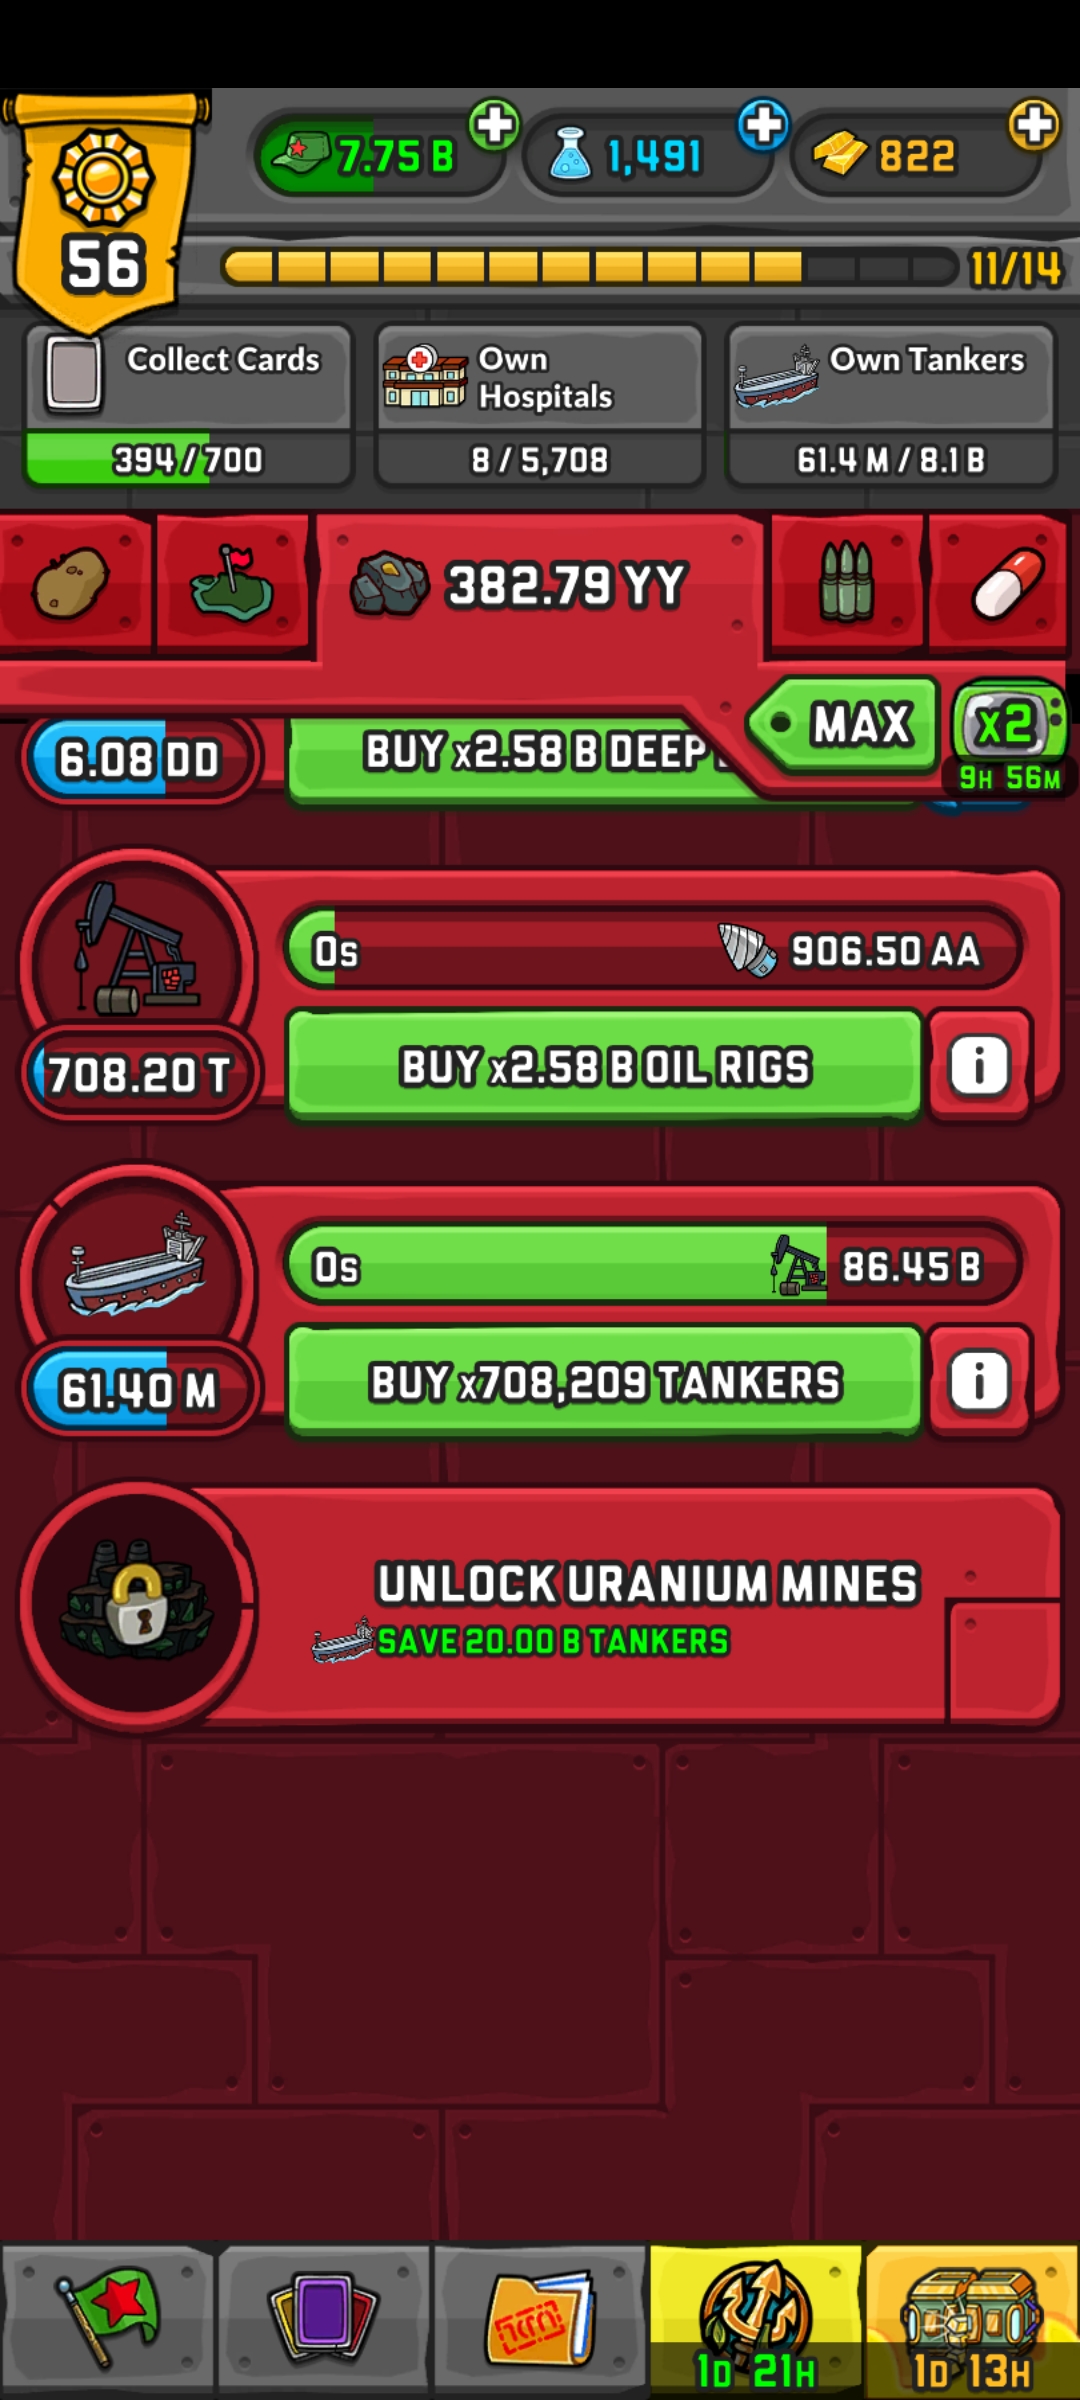 7.75 B
1,491
822
56
11/14
Collect Cards
394/700
Own
Hospitals
8/5,708
Own Tankers
61.4 M/8.1 B
382.79 YY
MAX
X2
9H 56M
6.08 DD
BUY x2.58 B DEEP
0s
906.50 AA
708.20 T
BUY x2.58 B OIL RIGS
i
0s
86.45 B
61.40 M
BUY x708,209 TANKERS
i
UNLOCK URANIUM MINES
SAVE 20.00 B TANKERS
1D 21H
1D 13H